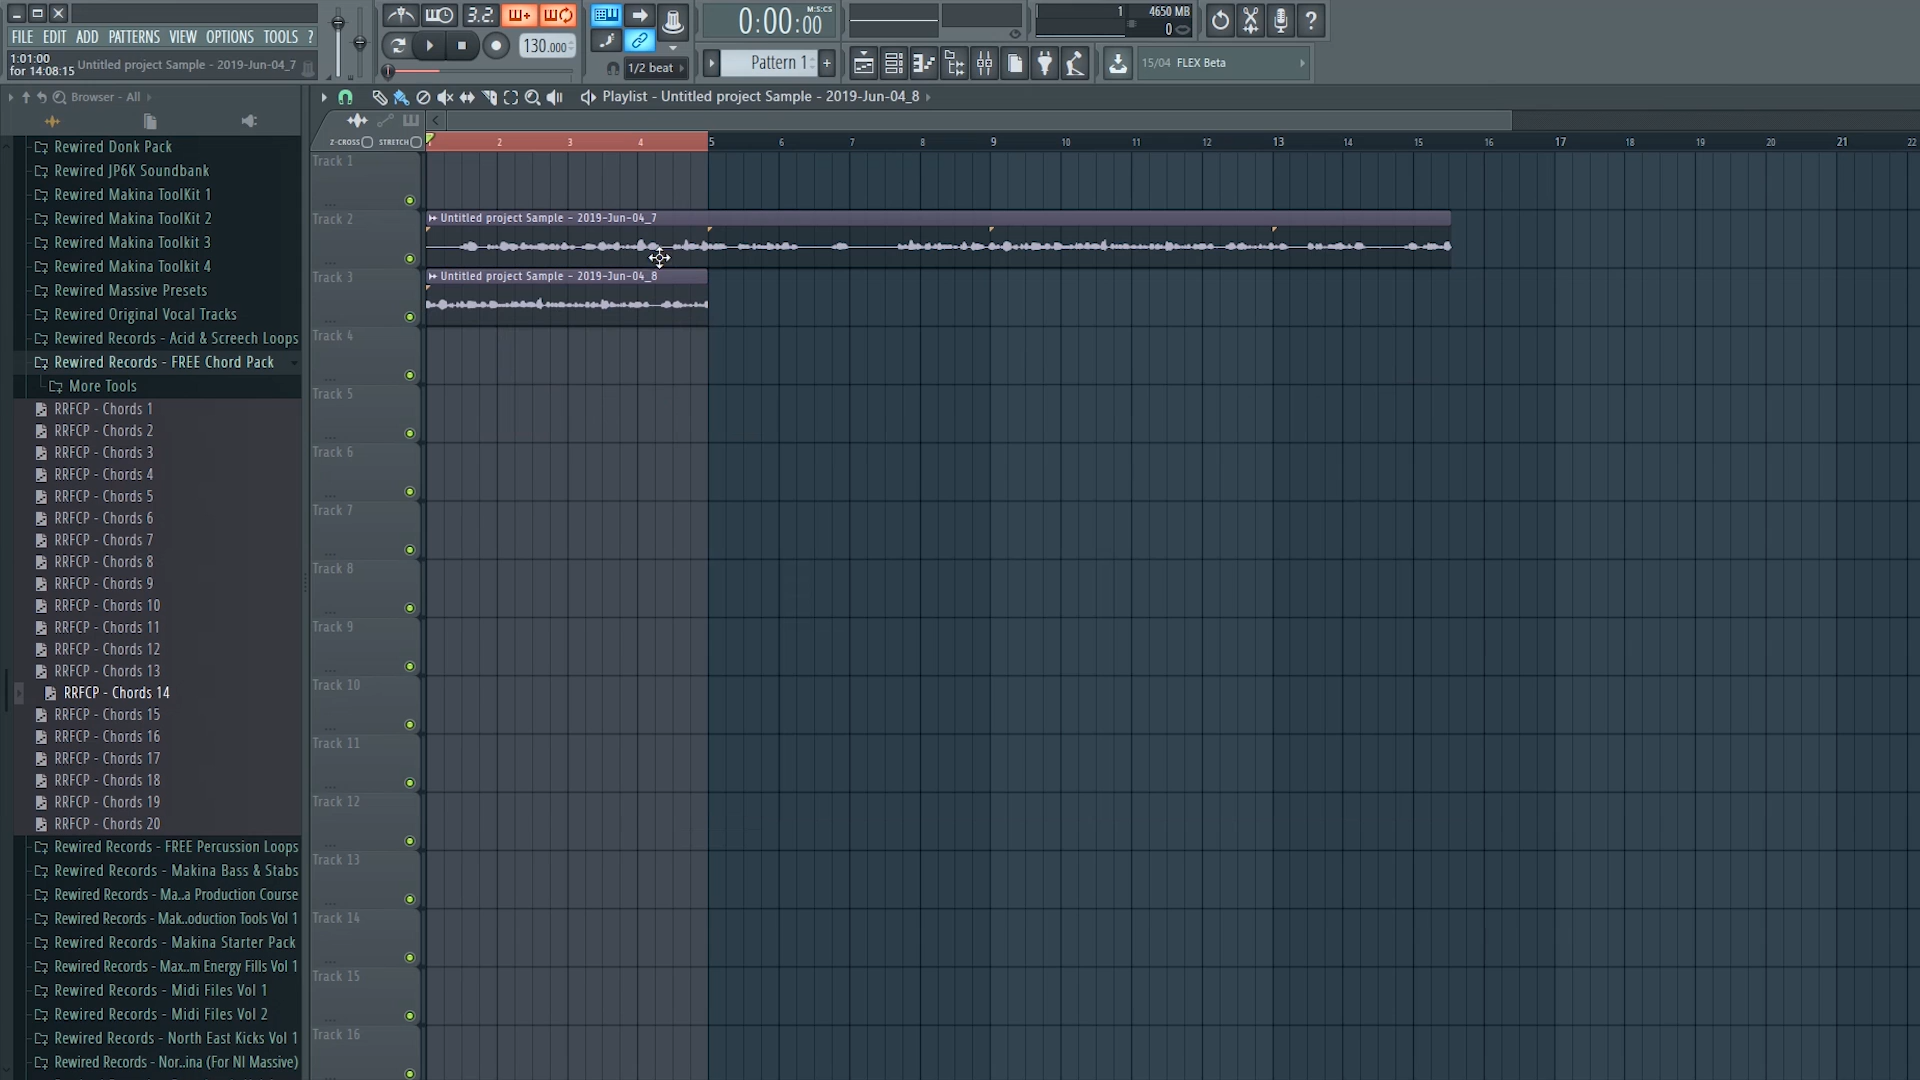 FILE EDIT ADD PATTERNS VIEW OPTIONS TOOLS ?
1:01:00
for 14:08:15 Untitled project Sample - 2019-Jun-04_7
3.2.
130.000
1/2 beat
M:S:CS
0:00:00
Pattern 1
1 4650 MB
0
15/04 FLEX Beta
Browser - All
Playlist - Untitled project Sample - 2019-Jun-04_8
Z-CROSS STRETCH
2 3 4 5 6 7 8 9 10 11 12 13 14 15 16 17 18 19 20 21 22
Rewired Donk Pack
Rewired JP6K Soundbank
Rewired Makina ToolKit 1
Rewired Makina ToolKit 2
Rewired Makina Toolkit 3
Rewired Makina Toolkit 4
Rewired Massive Presets
Rewired Original Vocal Tracks
Rewired Records - Acid & Screech Loops
Rewired Records - FREE Chord Pack
More Tools
RRFCP - Chords 1
RRFCP - Chords 2
RRFCP - Chords 3
RRFCP - Chords 4
RRFCP - Chords 5
RRFCP - Chords 6
RRFCP - Chords 7
RRFCP - Chords 8
RRFCP - Chords 9
RRFCP - Chords 10
RRFCP - Chords 11
RRFCP - Chords 12
RRFCP - Chords 13
RRFCP - Chords 14
RRFCP - Chords 15
RRFCP - Chords 16
RRFCP - Chords 17
RRFCP - Chords 18
RRFCP - Chords 19
RRFCP - Chords 20
Rewired Records - FREE Percussion Loops
Rewired Records - Makina Bass & Stabs
Rewired Records - Ma..a Production Course
Rewired Records - Mak..oduction Tools Vol 1
Rewired Records - Makina Starter Pack
Rewired Records - Max..m Energy Fills Vol 1
Rewired Records - Midi Files Vol 1
Rewired Records - Midi Files Vol 2
Rewired Records - North East Kicks Vol 1
Rewired Records - Nor..ina (For NI Massive)
Track 1
Track 2
Untitled project Sample - 2019-Jun-04_7
Track 3
Untitled project Sample - 2019-Jun-04_8
Track 4
Track 5
Track 6
Track 7
Track 8
Track 9
Track 10
Track 11
Track 12
Track 13
Track 14
Track 15
Track 16